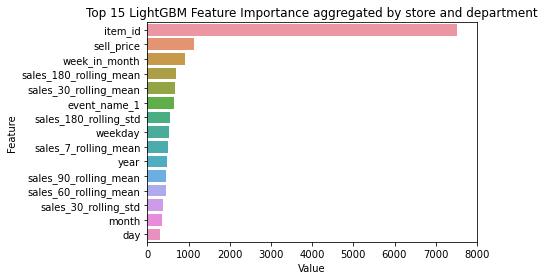 Top 15 LightGBM Feature Importance aggregated by store and department
Feature
item_id
sell_price
week_in_month
sales_180_rolling_mean
sales_30_rolling_mean
event_name_1
sales_180_rolling_std
weekday
sales_7_rolling_mean
year
sales_90_rolling_mean
sales_60_rolling_mean
sales_30_rolling_std
month
day
0 1000 2000 3000 4000 5000 6000 7000 8000
Value